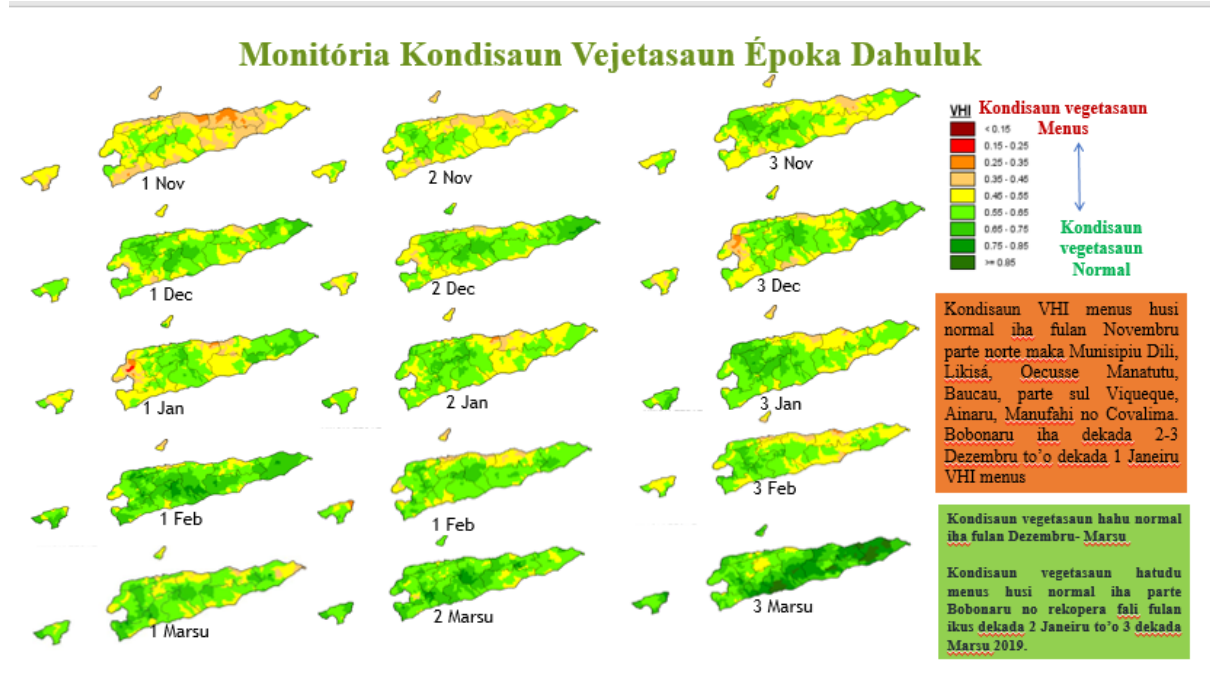 Monitória Kondisaun Vejetasaun Époka Dahuluk
1 Nov
2 Nov
3 Nov
1 Dec
2 Dec
3 Dec
1 Jan
2 Jan
3 Jan
1 Feb
1 Feb
3 Feb
1 Marsu
2 Marsu
3 Marsu
VHI
< 0.15
0.15 - 0.25
0.25 - 0.35
0.35 - 0.45
0.45 - 0.55
0.55 - 0.65
0.65 - 0.75
0.75 - 0.85
>= 0.85
Kondisaun vegetasaun
Menus
Kondisaun
vegetasaun
Normal
Kondisaun VHI menus husi
normal iha fulan Novembru
parte norte maka Munisipiu Dili,
Likisá, Oecusse Manatutu,
Baucau, parte sul Viqueque,
Ainaru, Manufahi no Covalima.
Bobonaru iha dekada 2-3
Dezembru to’o dekada 1 Janeiru
VHI menus
Kondisaun vegetasaun hahu normal
iha fulan Dezembru- Marsu
Kondisaun vegetasaun hatudu
menus husi normal iha parte
Bobonaru no rekopera fali fulan
ikus dekada 2 Janeiru to’o 3 dekada
Marsu 2019.